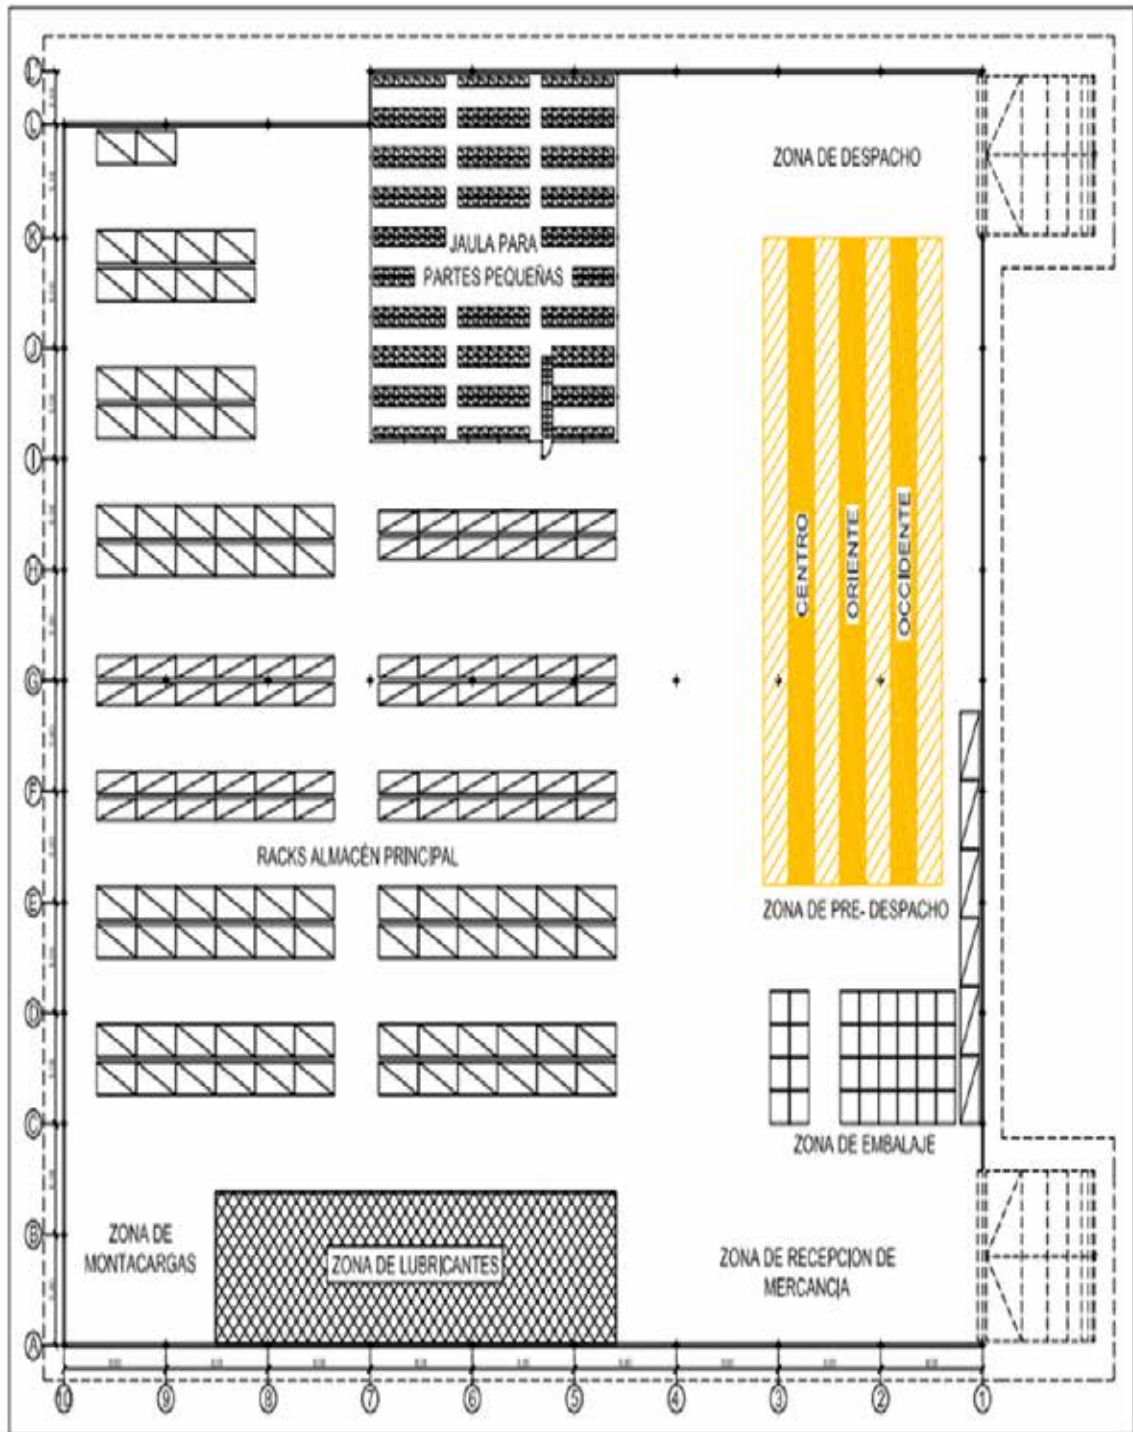 L'
L
ZONA DE DESPACHO
K
JAULA PARA
PARTES PEQUEÑAS
J
I
CENTRO
ORIENTE
OCCIDENTE
H
G
F
RACKS ALMACÉN PRINCIPAL
E
ZONA DE PRE- DESPACHO
D
C
ZONA DE EMBALAJE
B
ZONA DE
MONTACARGAS
ZONA DE LUBRICANTES
ZONA DE RECEPCION DE
MERCANCIA
A
10 9 8 7 6 5 4 3 2 1